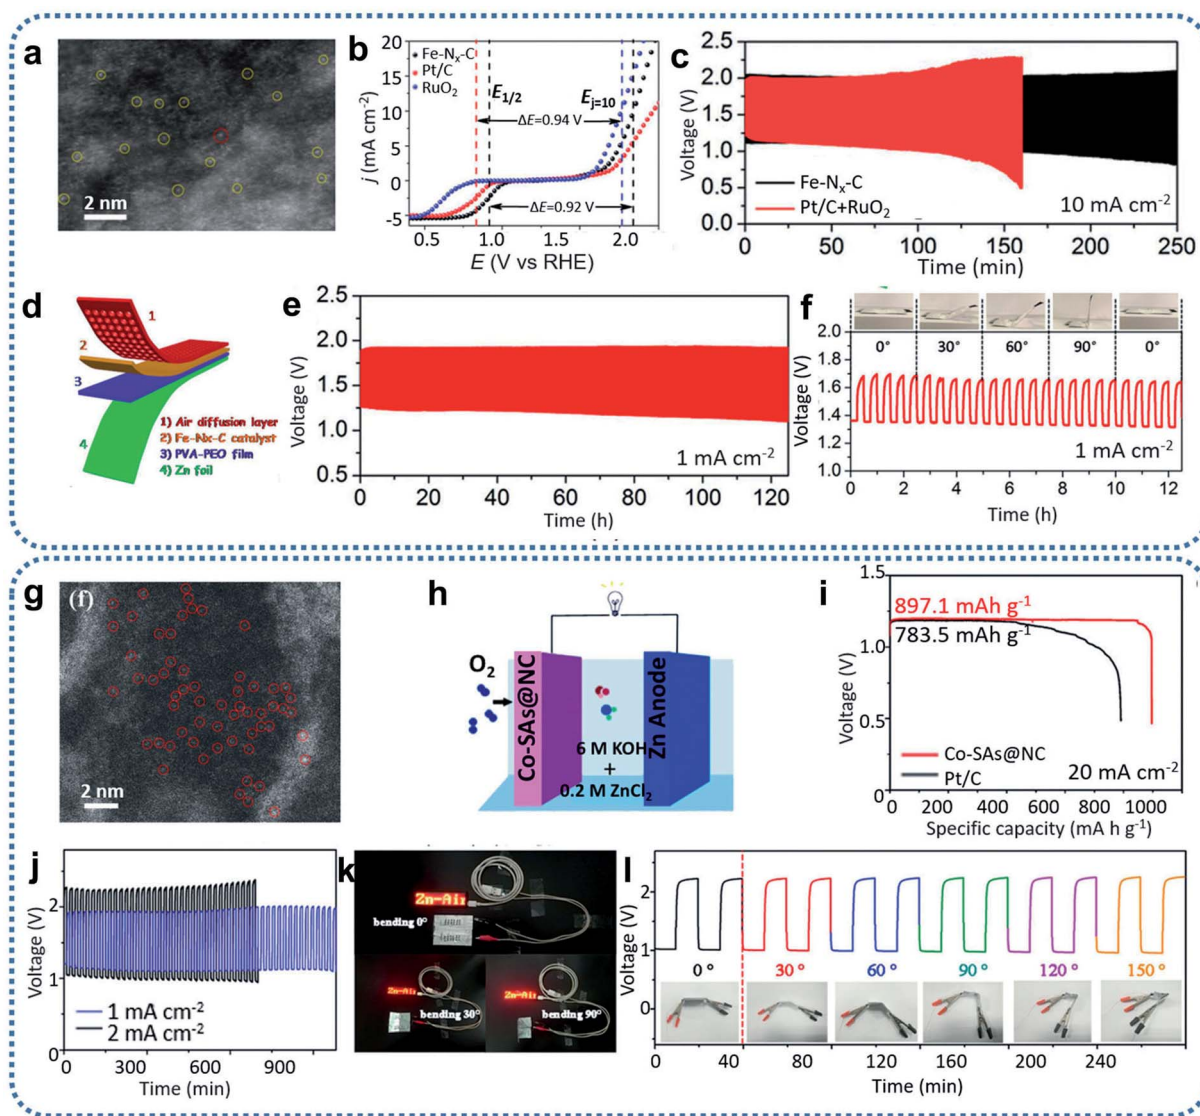 a
2 nm
b
20
15
10
5
0
-5
j (mA cm⁻²)
Fe-Nₓ-C
Pt/C
RuO₂
E₁/₂
Eⱼ₌₁₀
ΔE=0.94 V
ΔE=0.92 V
0.5 1.0 1.5 2.0
E (V vs RHE)
c
2.5
2.0
1.5
1.0
0.5
0.0
Voltage (V)
Fe-Nₓ-C
Pt/C+RuO₂
10 mA cm⁻²
0 50 100 150 200 250
Time (min)
d
1
2
3
4
1) Air diffusion layer
2) Fe-Nx-C catalyst
3) PVA-PEO film
4) Zn foil
e
2.5
2.0
1.5
1.0
0.5
Voltage (V)
1 mA cm⁻²
0 20 40 60 80 100 120
Time (h)
f
0° 30° 60° 90° 0°
2.0
1.8
1.6
1.4
1.2
1.0
Voltage (V)
1 mA cm⁻²
0 2 4 6 8 10 12
Time (h)
g
(f)
2 nm
h
O₂
Co-SAs@NC
6 M KOH
+
0.2 M ZnCl₂
Zn Anode
i
1.5
1.0
0.5
0
Voltage (V)
897.1 mAh g⁻¹
783.5 mAh g⁻¹
Co-SAs@NC
Pt/C
20 mA cm⁻²
0 200 400 600 800 1000
Specific capacity (mA h g⁻¹)
j
2
1
0
Voltage (V)
1 mA cm⁻²
2 mA cm⁻²
0 300 600 900
Time (min)
k
Zn-Air
bending 0°
Zn-Ai
bending 30°
Zn-Ai
bending 90°
l
2
1
0
Voltage (V)
0 ° 30 ° 60 ° 90 ° 120 ° 150 °
0 20 40 60 80 120 140 200 240
Time (min)